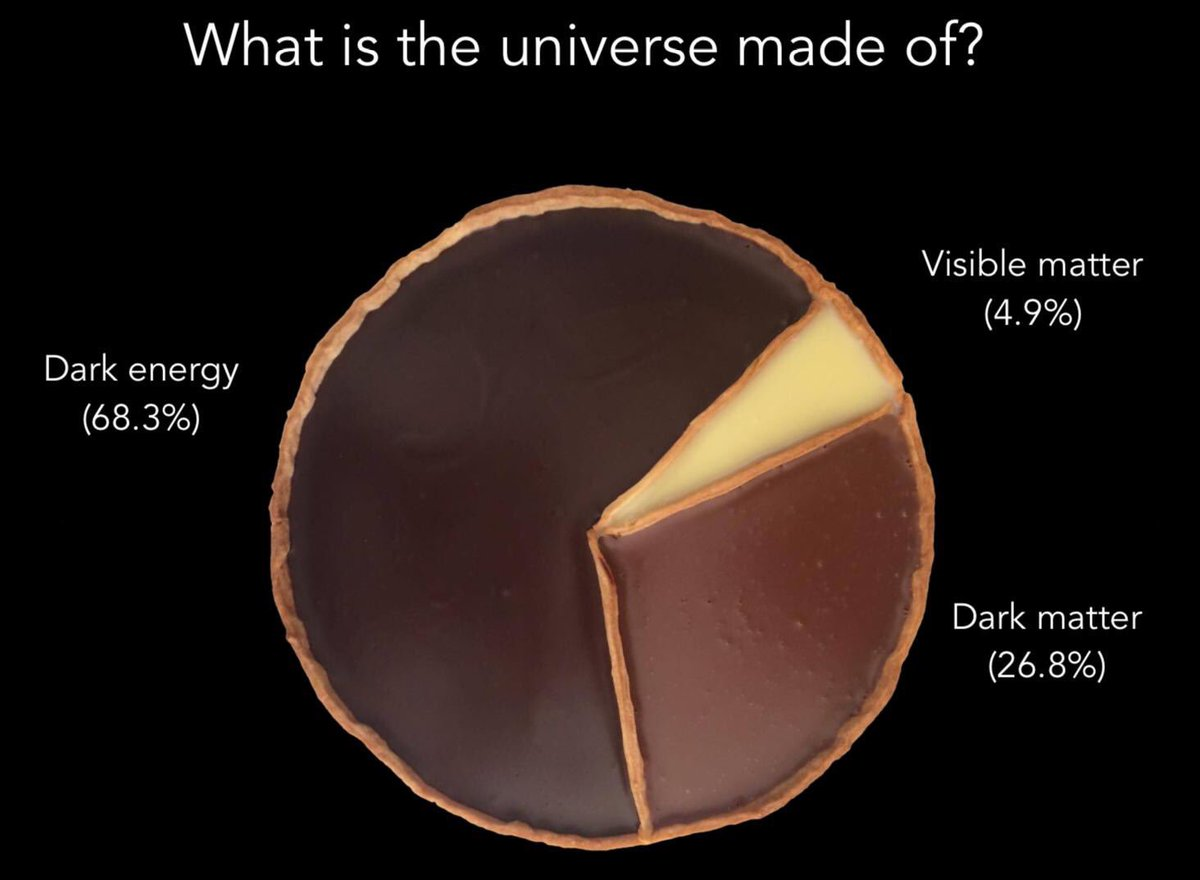 What is the universe made of?
Visible matter
(4.9%)
Dark energy
(68.3%)
Dark matter
(26.8%)